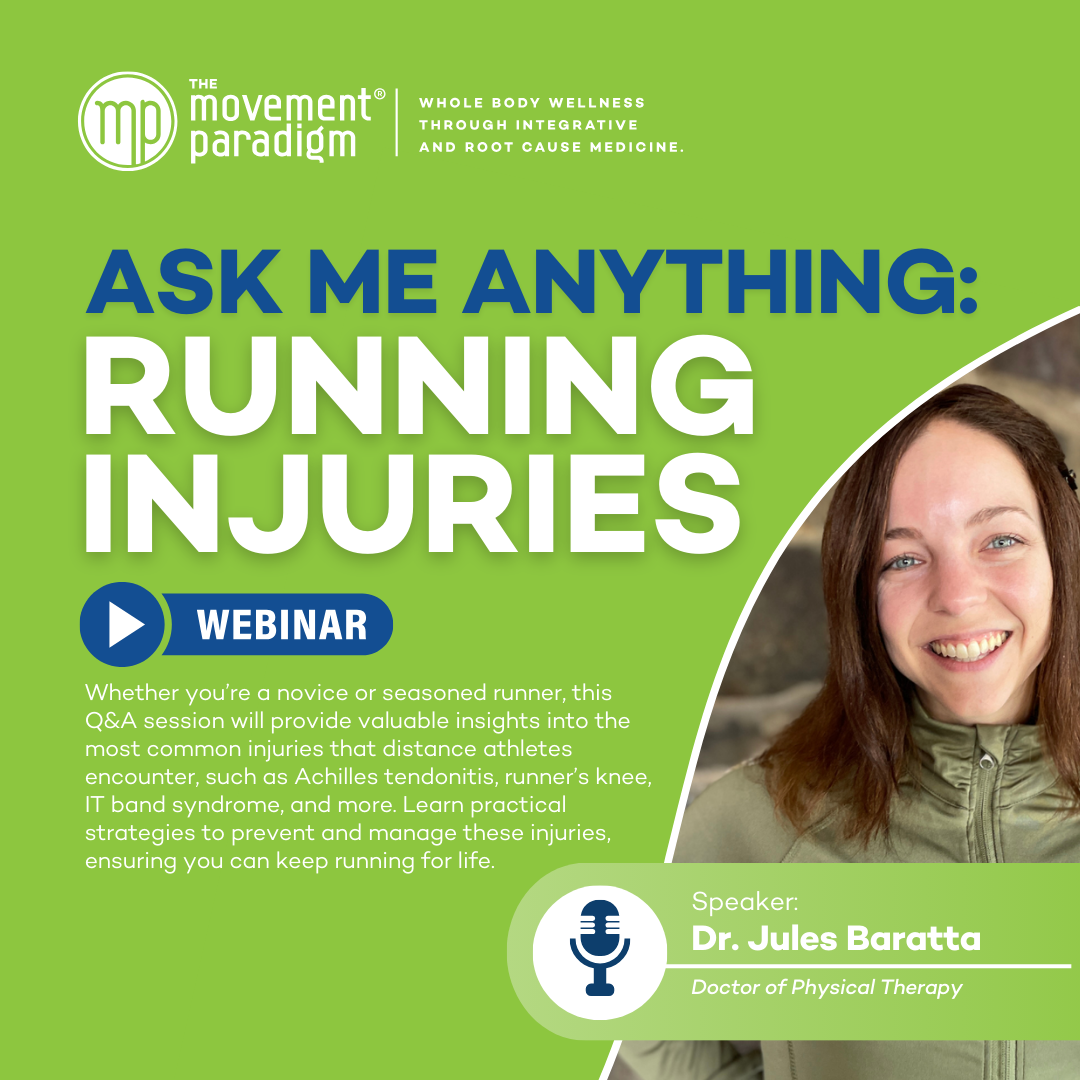 mp
THE
movement®
paradigm
WHOLE BODY WELLNESS
THROUGH INTEGRATIVE
AND ROOT CAUSE MEDICINE.
ASK ME ANYTHING:
RUNNING
INJURIES
WEBINAR
Whether you’re a novice or seasoned runner, this
Q&A session will provide valuable insights into the
most common injuries that distance athletes
encounter, such as Achilles tendonitis, runner’s knee,
IT band syndrome, and more. Learn practical
strategies to prevent and manage these injuries,
ensuring you can keep running for life.
Speaker:
Dr. Jules Baratta
Doctor of Physical Therapy